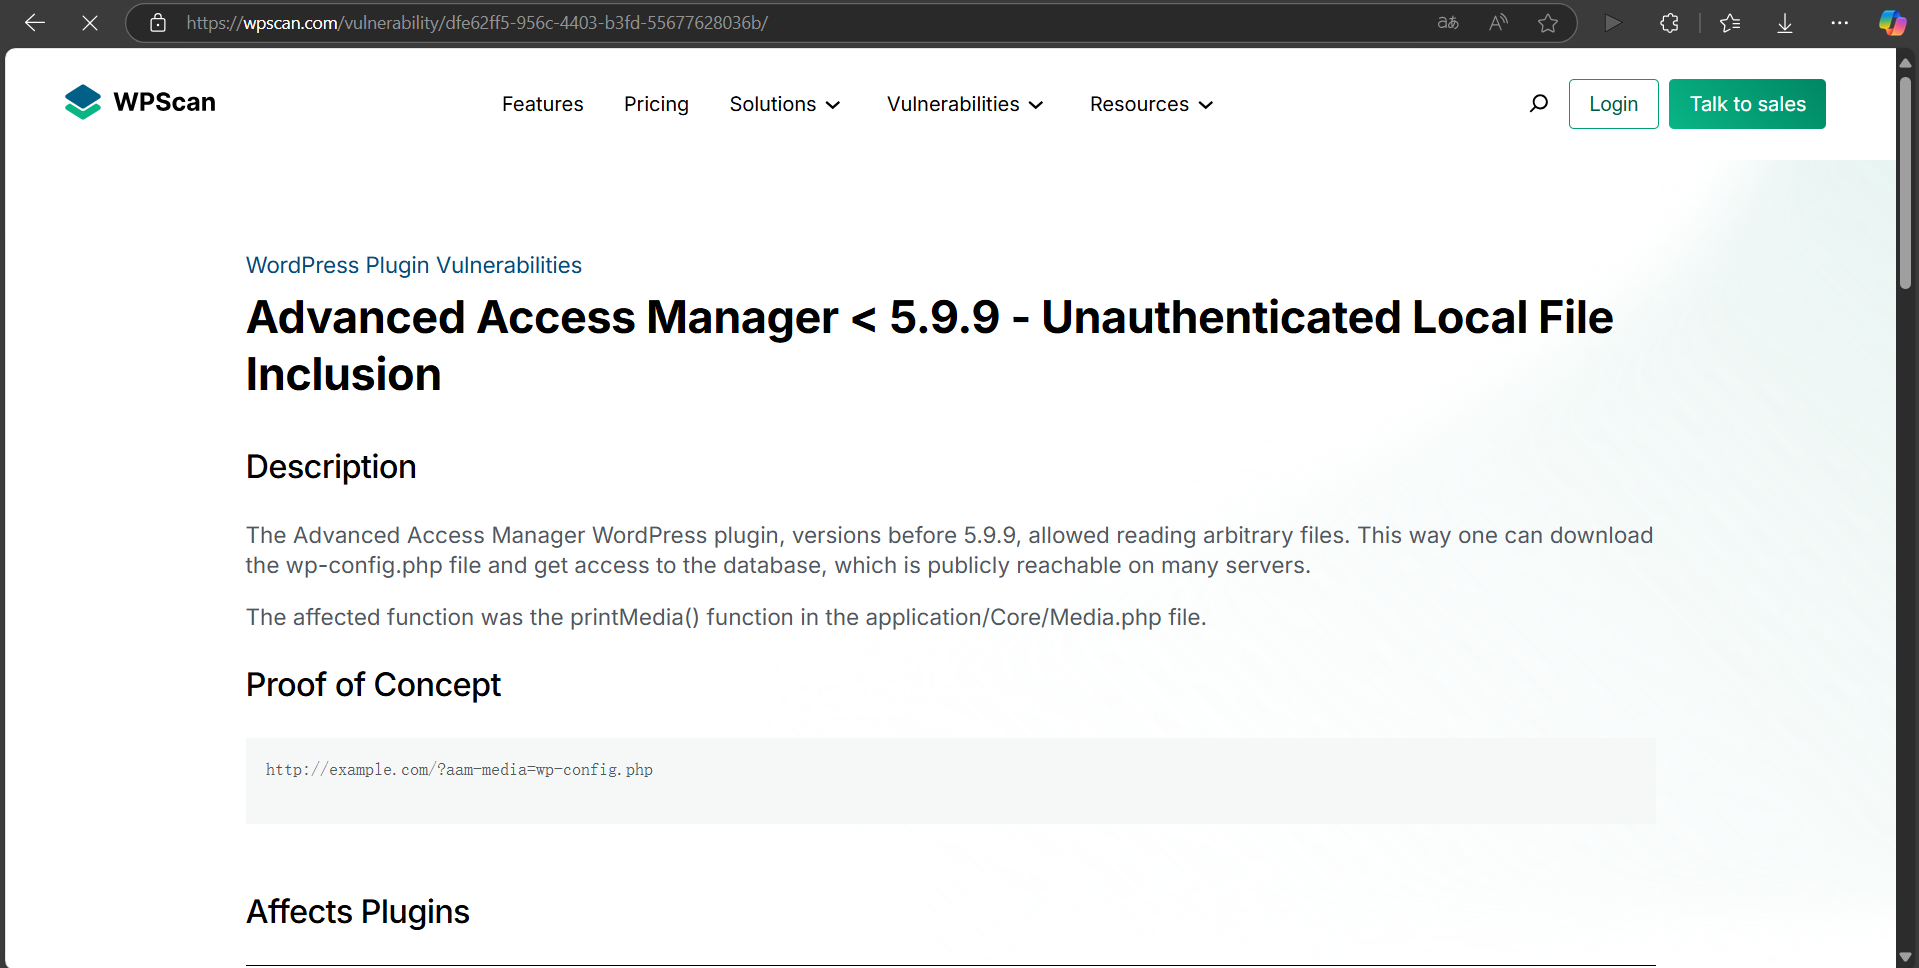 https://wpscan.com/vulnerability/dfe62ff5-956c-4403-b3fd-55677628036b/
WPScan
Features
Pricing
Solutions
Vulnerabilities
Resources
Login
Talk to sales
WordPress Plugin Vulnerabilities
Advanced Access Manager < 5.9.9 - Unauthenticated Local File
Inclusion
Description
The Advanced Access Manager WordPress plugin, versions before 5.9.9, allowed reading arbitrary files. This way one can download
the wp-config.php file and get access to the database, which is publicly reachable on many servers.
The affected function was the printMedia() function in the application/Core/Media.php file.
Proof of Concept
http://example.com/?aam-media=wp-config.php
Affects Plugins